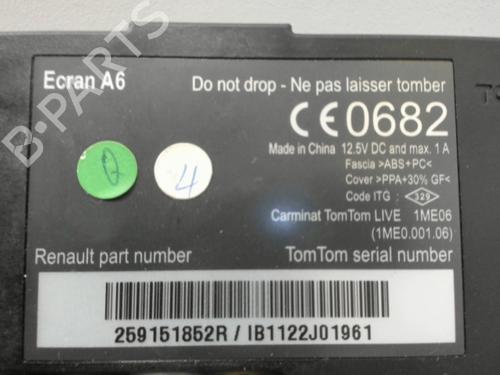 Ecran A6
Do not drop - Ne pas laisser tomber
CE0682
Made in China 12.5V DC and max. 1 A
Fascia >ABS+PC<
Cover >PPA+30% GF<
Code ITG : 329
Carminat TomTom LIVE 1ME06
(1ME0.001.06)
Renault part number
TomTom serial number
259151852R / IB1122J01961
4
B-PARTS